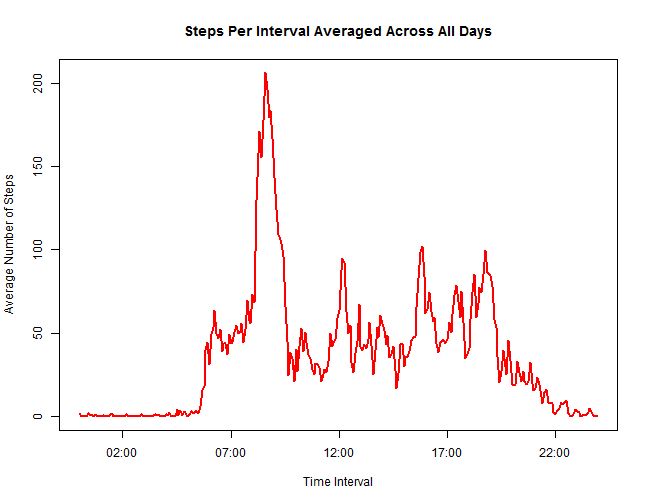 Steps Per Interval Averaged Across All Days
Average Number of Steps
200
150
100
50
0
02:00 07:00 12:00 17:00 22:00
Time Interval